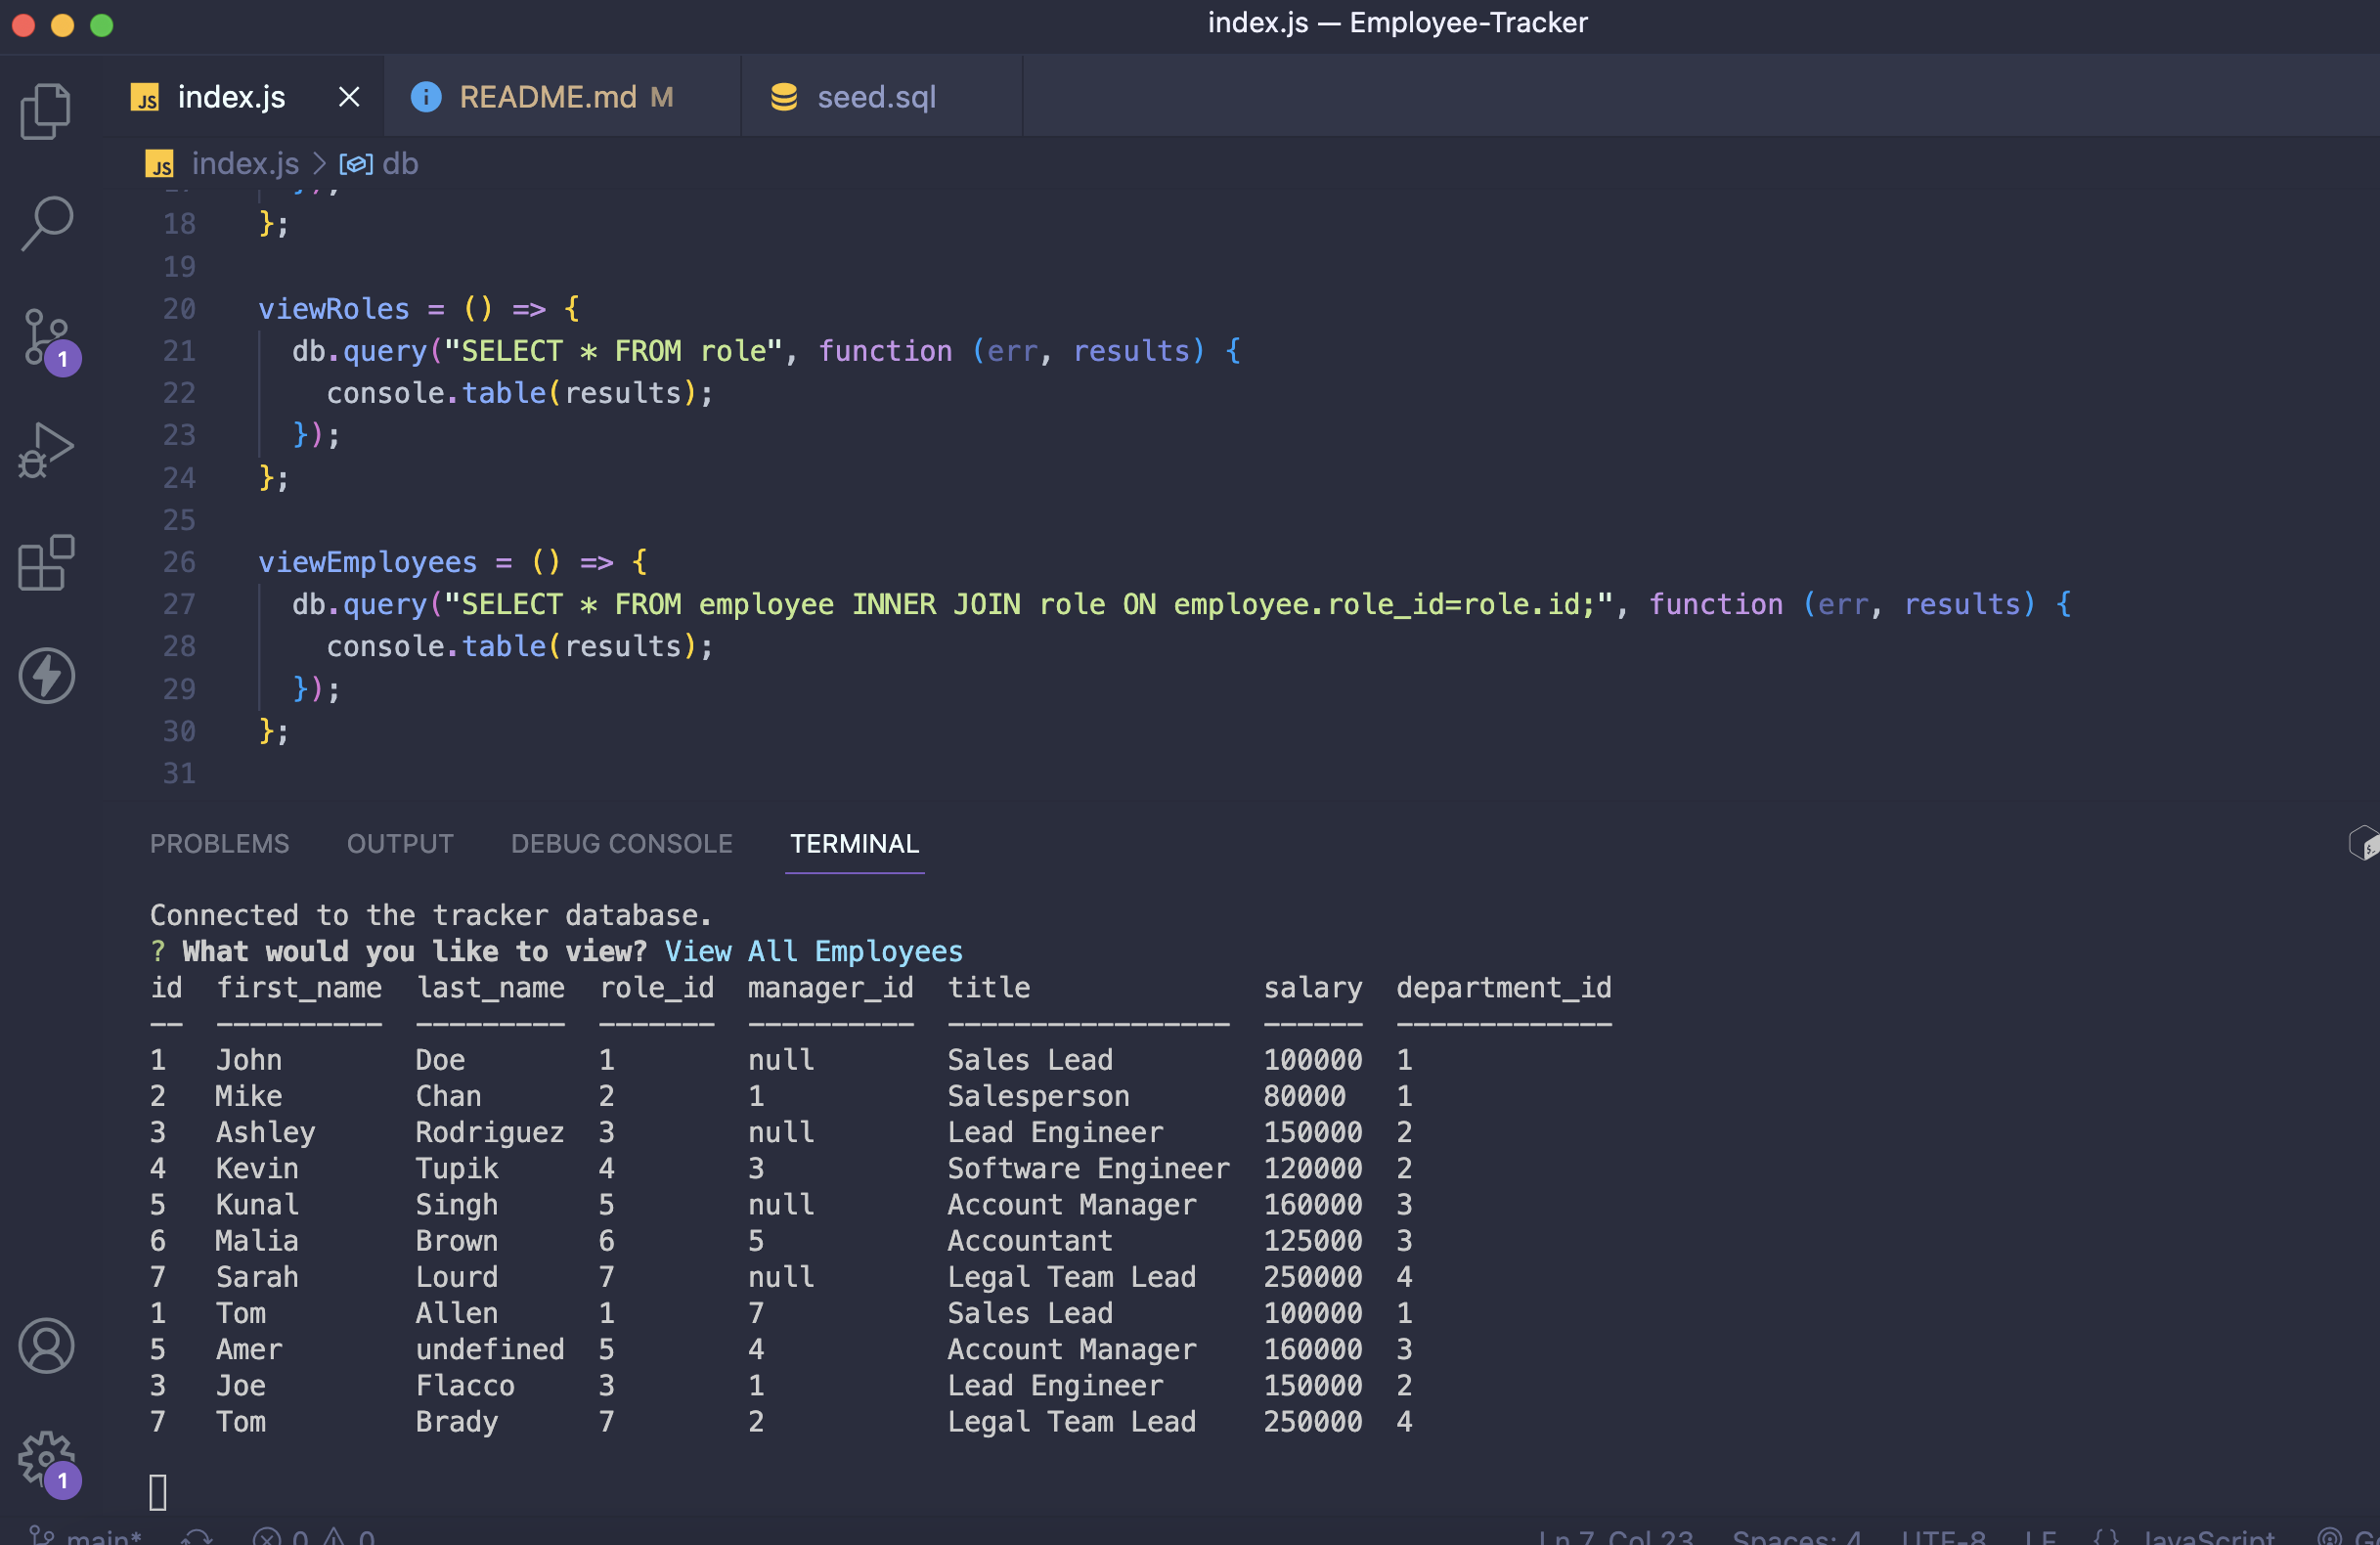 index.js — Employee-Tracker
JS index.js README.md M seed.sql
JS index.js > db
18 };
19
20 viewRoles = () => {
21 db.query("SELECT * FROM role", function (err, results) {
22 console.table(results);
23 });
24 };
25
26 viewEmployees = () => {
27 db.query("SELECT * FROM employee INNER JOIN role ON employee.role_id=role.id;", function (err, results) {
28 console.table(results);
29 });
30 };
31
1
PROBLEMS OUTPUT DEBUG CONSOLE TERMINAL
Connected to the tracker database.
? What would you like to view? View All Employees
id first_name last_name role_id manager_id title salary department_id
-- ---------- --------- ------- ---------- ----------------- ------ -------------
1 John Doe 1 null Sales Lead 100000 1
2 Mike Chan 2 1 Salesperson 80000 1
3 Ashley Rodriguez 3 null Lead Engineer 150000 2
4 Kevin Tupik 4 3 Software Engineer 120000 2
5 Kunal Singh 5 null Account Manager 160000 3
6 Malia Brown 6 5 Accountant 125000 3
7 Sarah Lourd 7 null Legal Team Lead 250000 4
1 Tom Allen 1 7 Sales Lead 100000 1
5 Amer undefined 5 4 Account Manager 160000 3
3 Joe Flacco 3 1 Lead Engineer 150000 2
7 Tom Brady 7 2 Legal Team Lead 250000 4
1
main* 0 0 Ln 7, Col 23 Spaces: 4 UTF-8 LF {} JavaScript